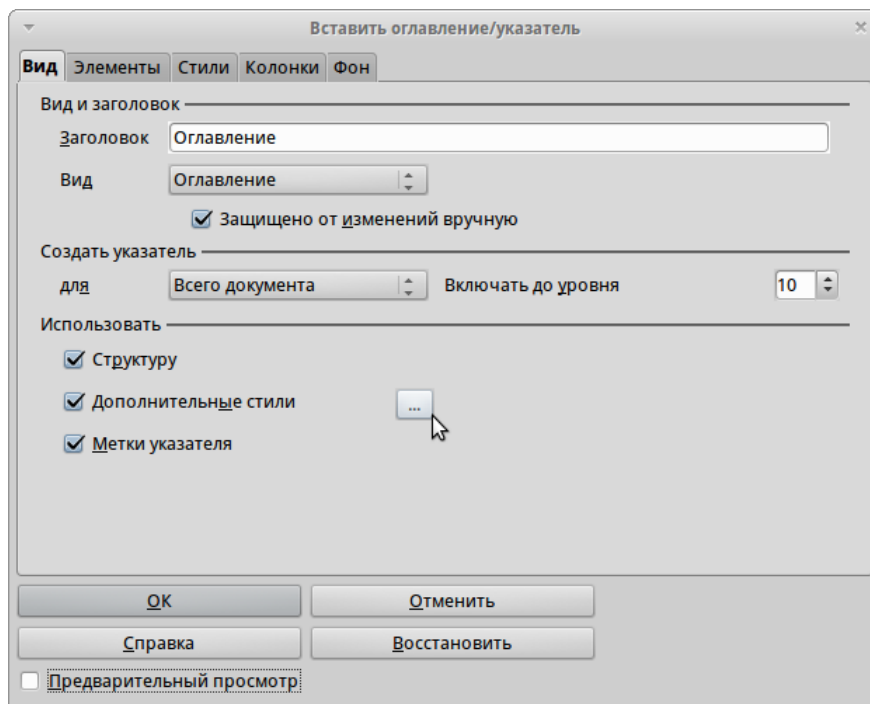 Вставить оглавление/указатель
Вид Элементы Стили Колонки Фон
Вид и заголовок
Заголовок Оглавление
Вид Оглавление
Защищено от изменений вручную
Создать указатель
для Всего документа Включать до уровня 10
Использовать
Структуру
Дополнительные стили ...
Метки указателя
ОК Отменить
Справка Восстановить
Предварительный просмотр